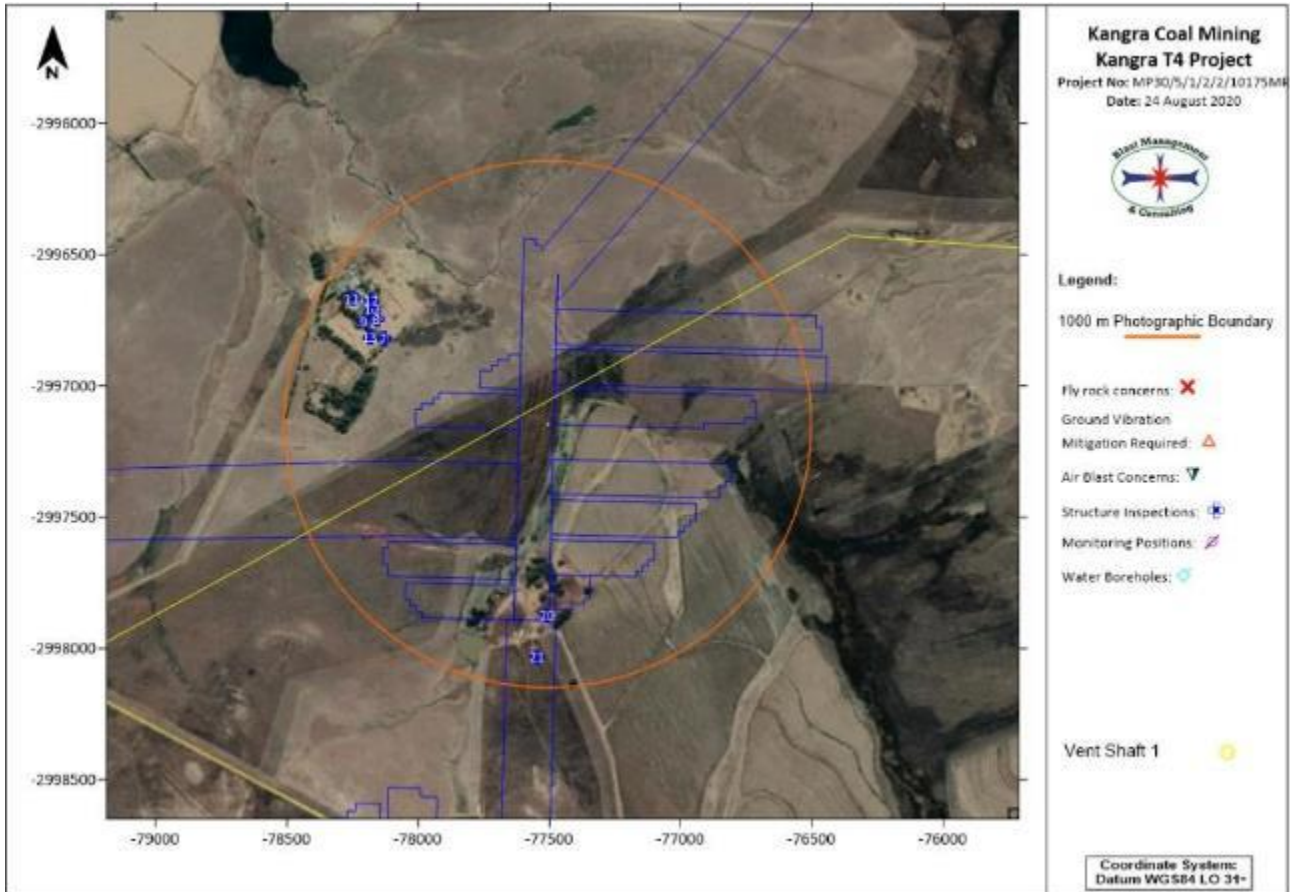 Kangra Coal Mining
Kangra T4 Project
Project No: MP30/5/1/2/2/10175MR
Date: 24 August 2020
Blast Management
& Consulting
Legend:
1000 m Photographic Boundary
Fly rock concerns:
Ground Vibration
Mitigation Required:
Air Blast Concerns:
Structure Inspections:
Monitoring Positions:
Water Boreholes:
Vent Shaft 1
Coordinate System:
Datum WGS84 LO 31
N
-2996000
-2996500
-2997000
-2997500
-2998000
-2998500
-79000
-78500
-78000
-77500
-77000
-76500
-76000
20
21